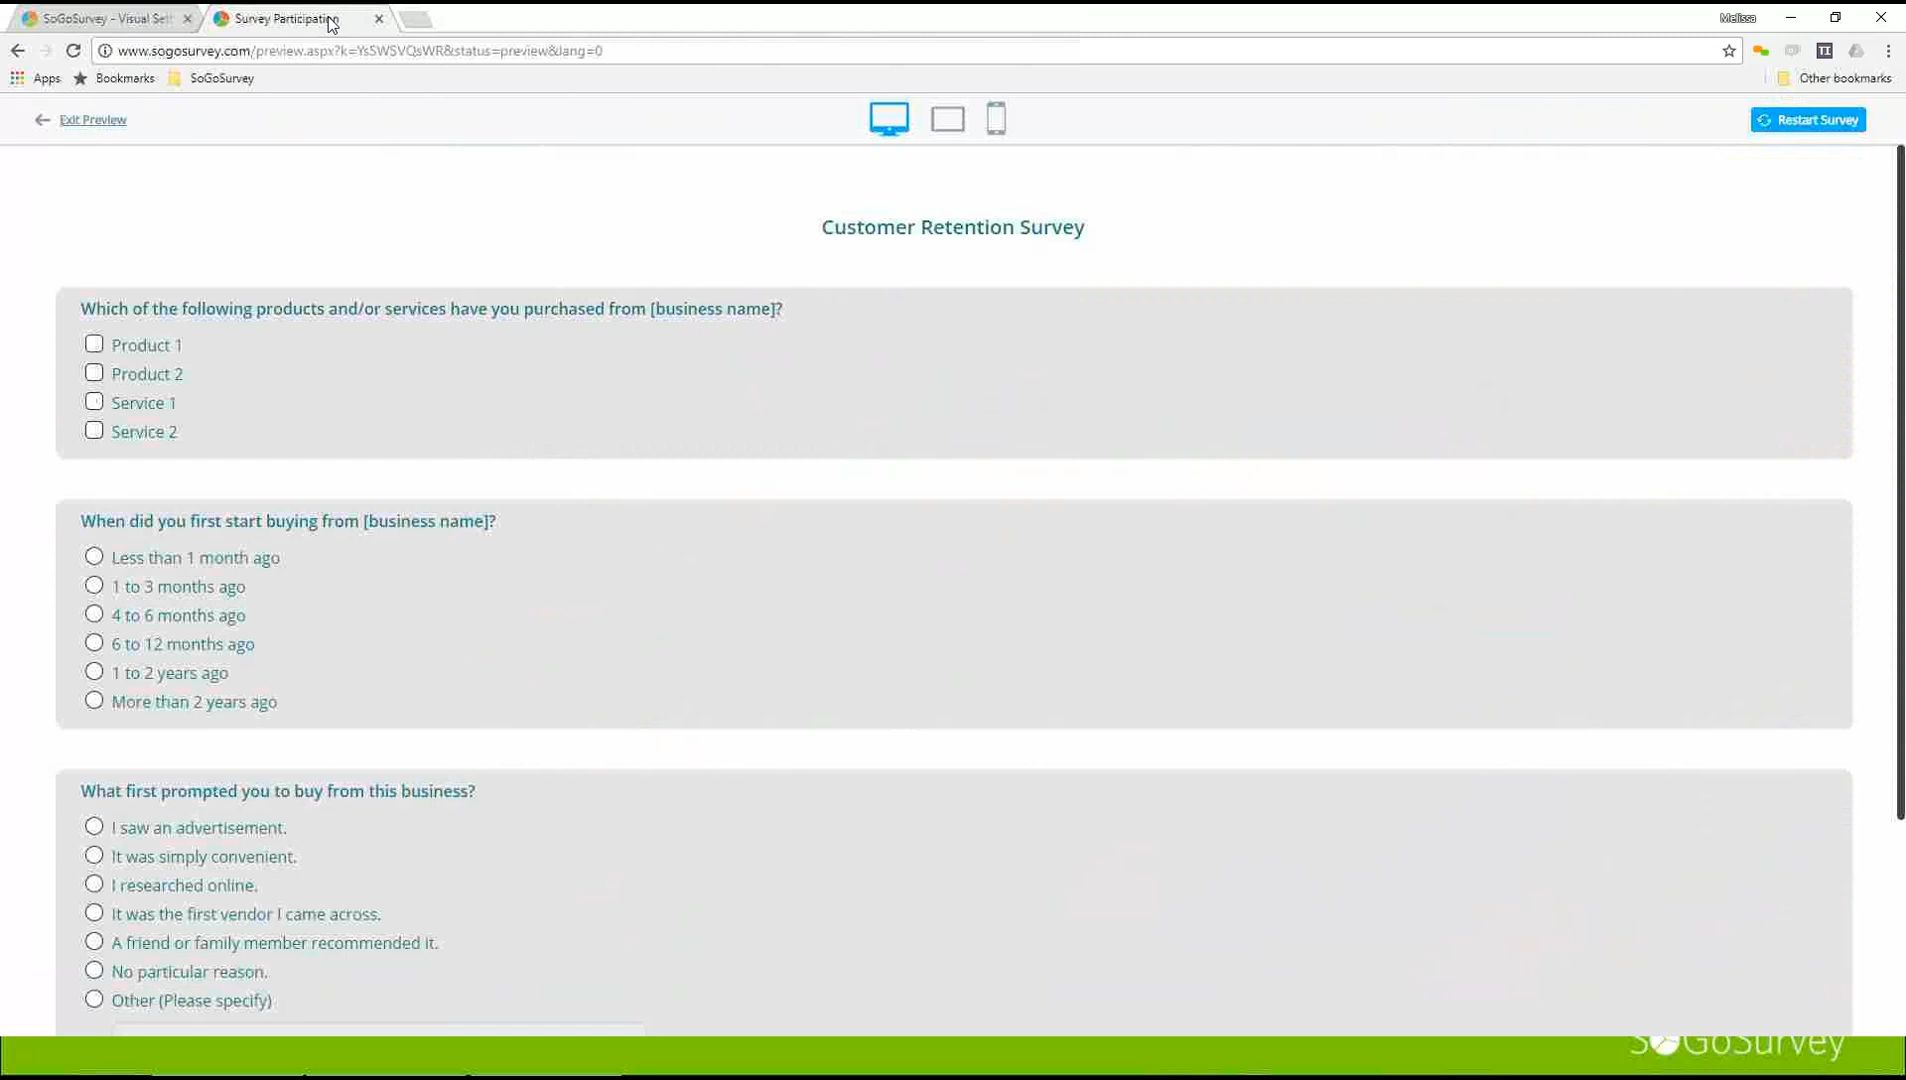 SoGoSurvey - Visual Sett
Survey Participation
Melissa
www.sogosurvey.com/preview.aspx?k=YsSWSVQsWR&status=preview&lang=0
TI
Apps
Bookmarks
SoGoSurvey
Other bookmarks
Exit Preview
Restart Survey
Customer Retention Survey
Which of the following products and/or services have you purchased from [business name]?
Product 1
Product 2
Service 1
Service 2
When did you first start buying from [business name]?
Less than 1 month ago
1 to 3 months ago
4 to 6 months ago
6 to 12 months ago
1 to 2 years ago
More than 2 years ago
What first prompted you to buy from this business?
I saw an advertisement.
It was simply convenient.
I researched online.
It was the first vendor I came across.
A friend or family member recommended it.
No particular reason.
Other (Please specify)
SoGoSurvey